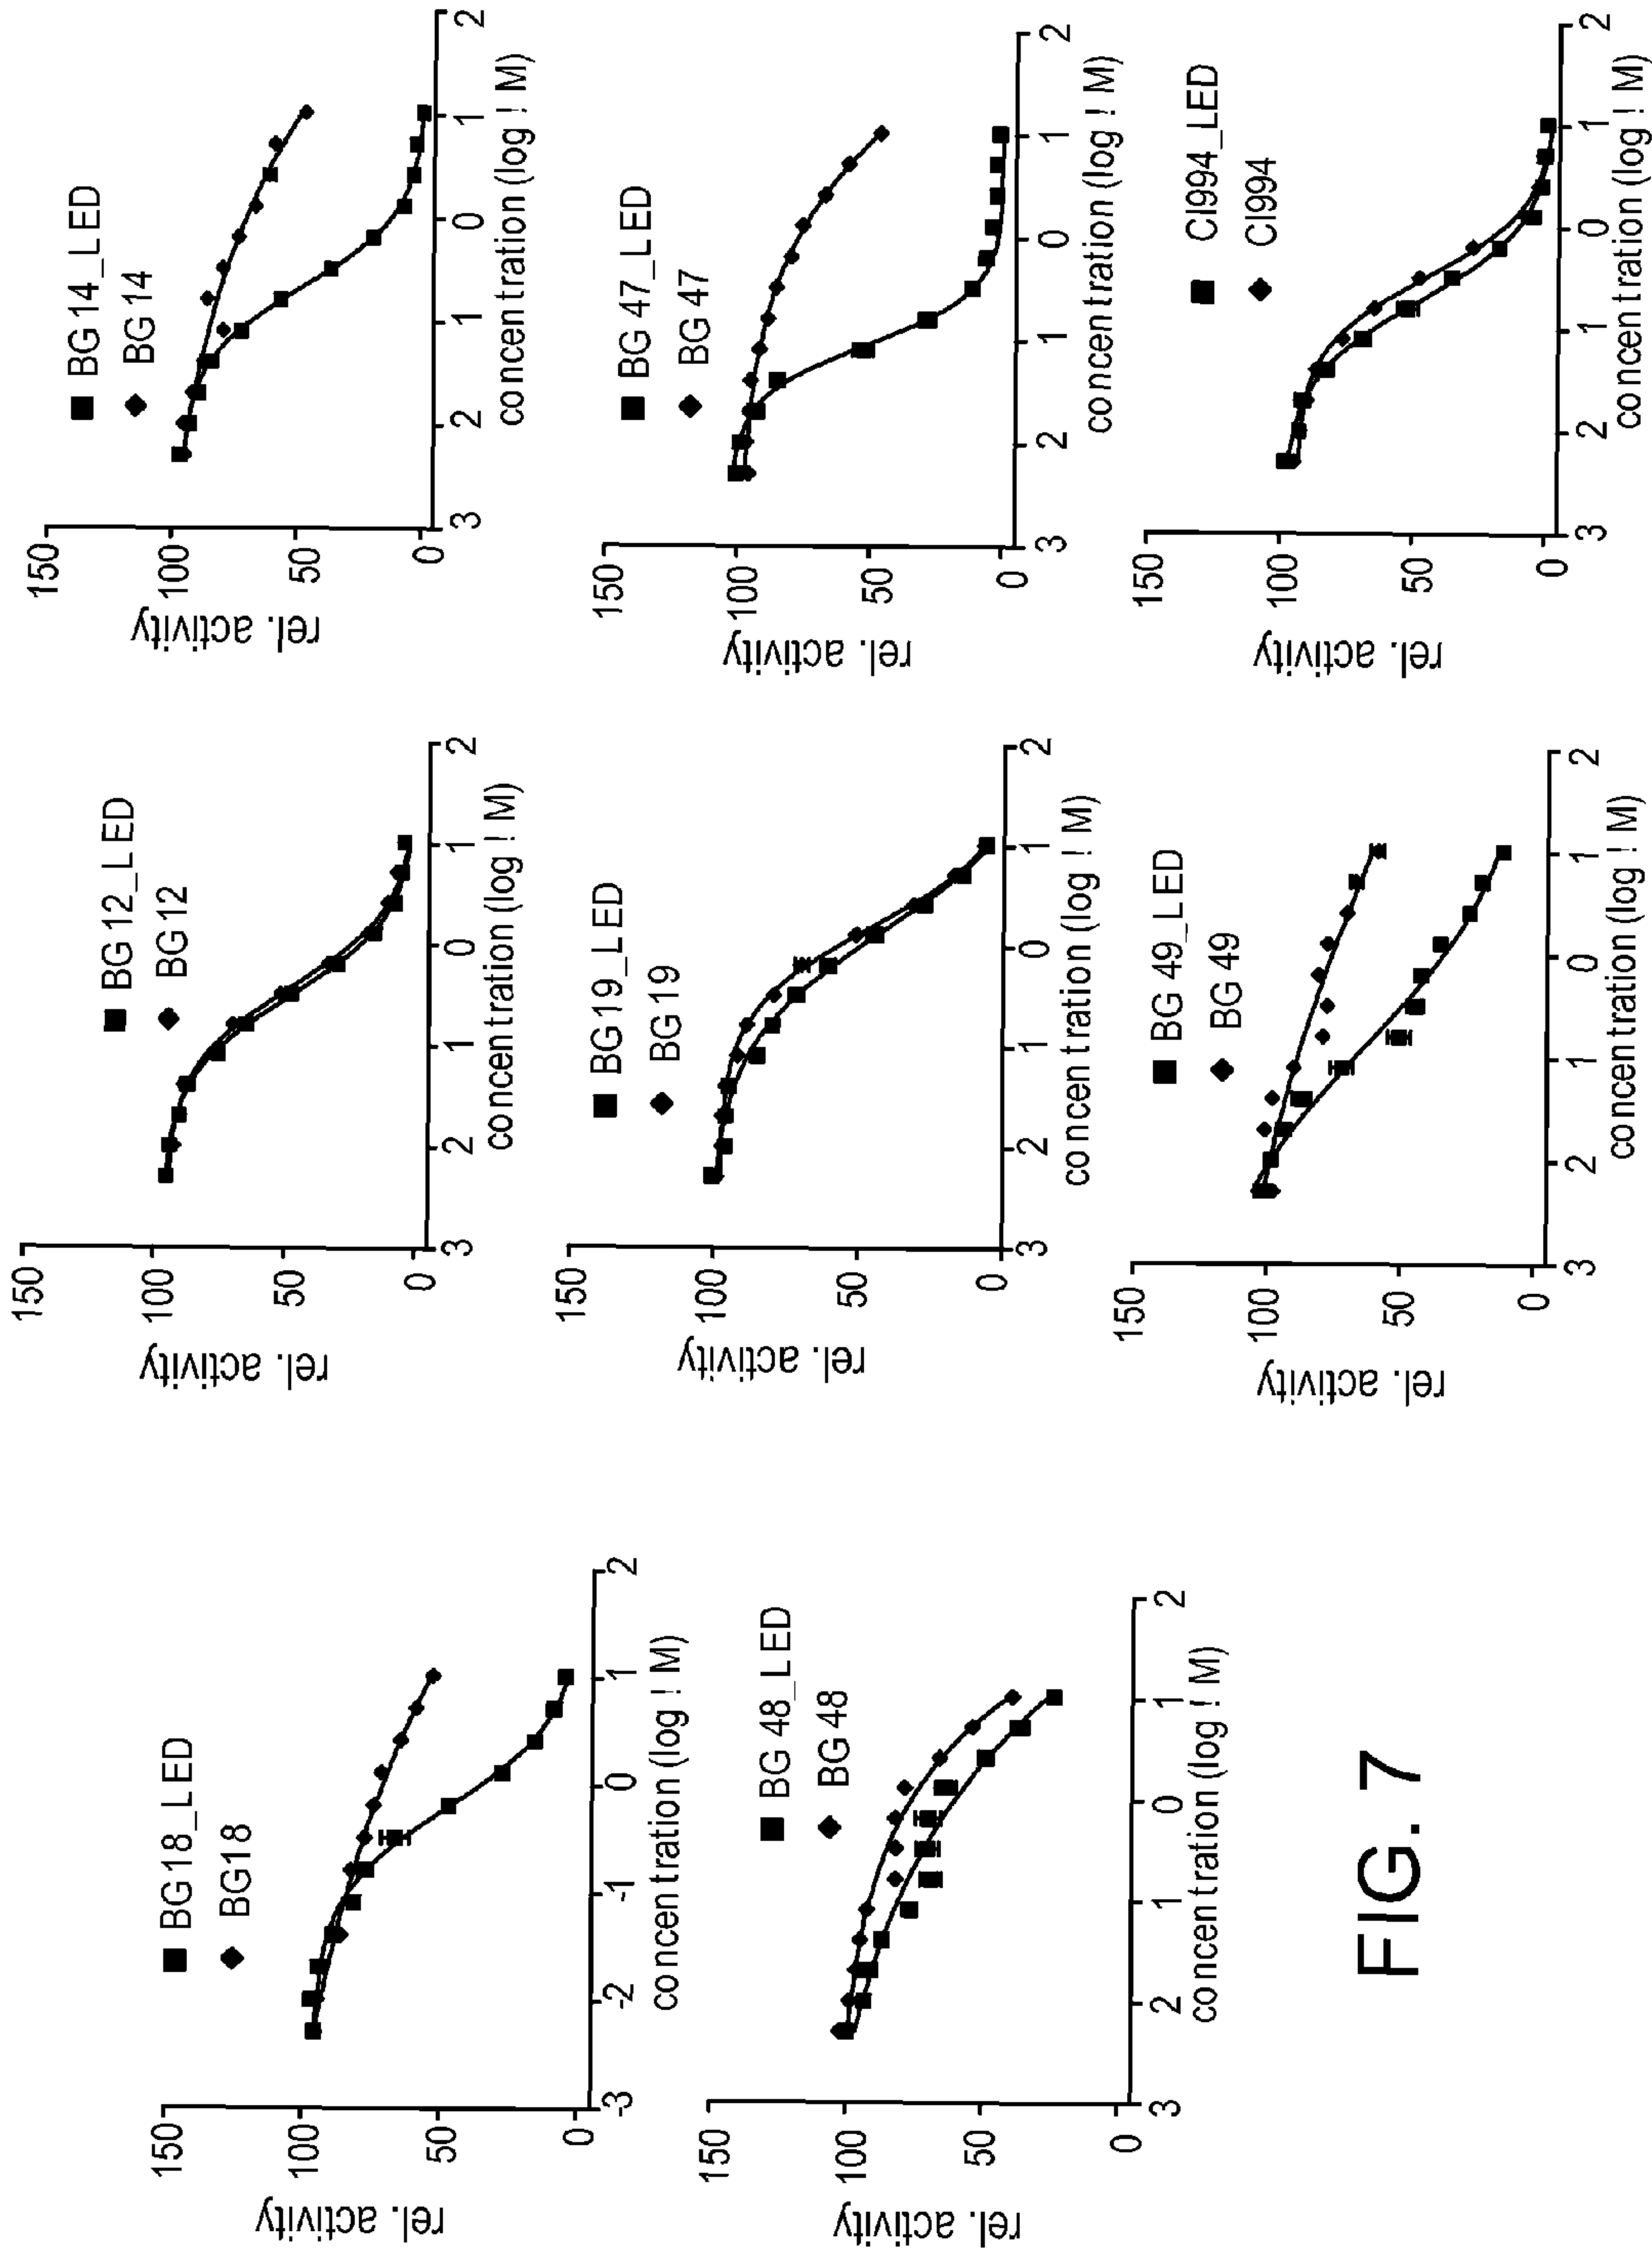 BG18_LED
BG18
rel. activity
150
100
50
0
-3 -2 -1 0 1 2
concentration (log ! M)
BG12_LED
BG12
rel. activity
150
100
50
0
3 2 1 0 1 2
concentration (log ! M)
BG 14_LED
BG 14
rel. activity
150
100
50
0
3 2 1 0 1 2
concentration (log ! M)
BG 48_LED
BG 48
rel. activity
150
100
50
0
3 2 1 0 1 2
concentration (log ! M)
BG19_LED
BG 19
rel. activity
150
100
50
0
3 2 1 0 1 2
concentration (log ! M)
BG 47_LED
BG 47
rel. activity
150
100
50
0
3 2 1 0 1 2
concentration (log ! M)
BG 49_LED
BG 49
rel. activity
150
100
50
0
3 2 1 0 1 2
concentration (log ! M)
CI994_LED
CI994
rel. activity
150
100
50
0
3 2 1 0 1 2
concentration (log ! M)
FIG. 7